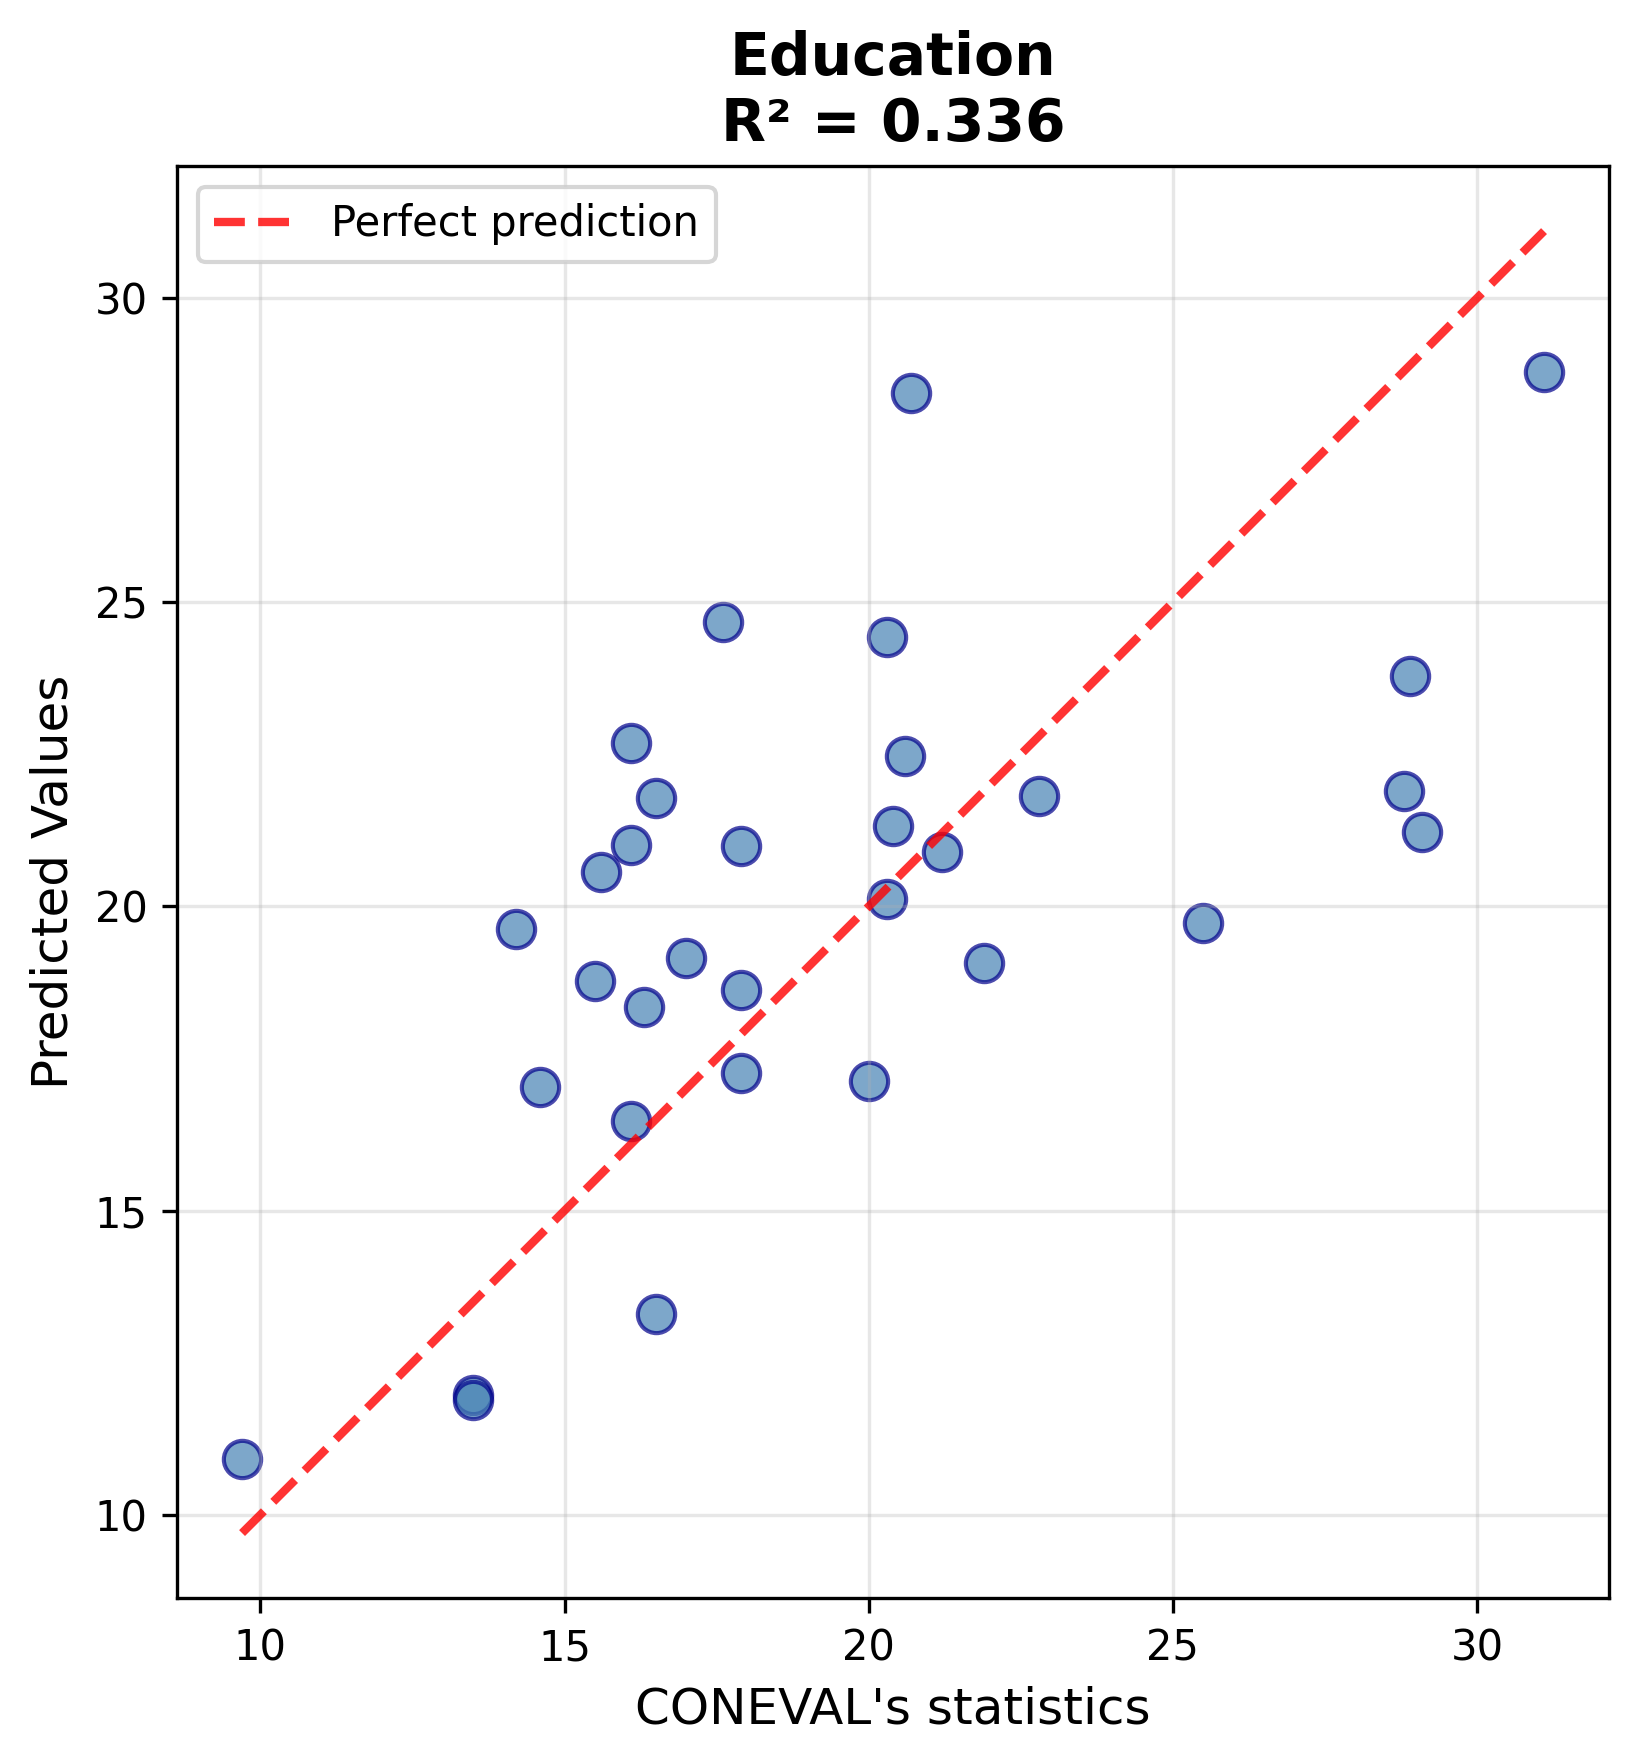 Education
R² = 0.336
Perfect prediction
30
25
20
15
10
Predicted Values
10 15 20 25 30
CONEVAL's statistics